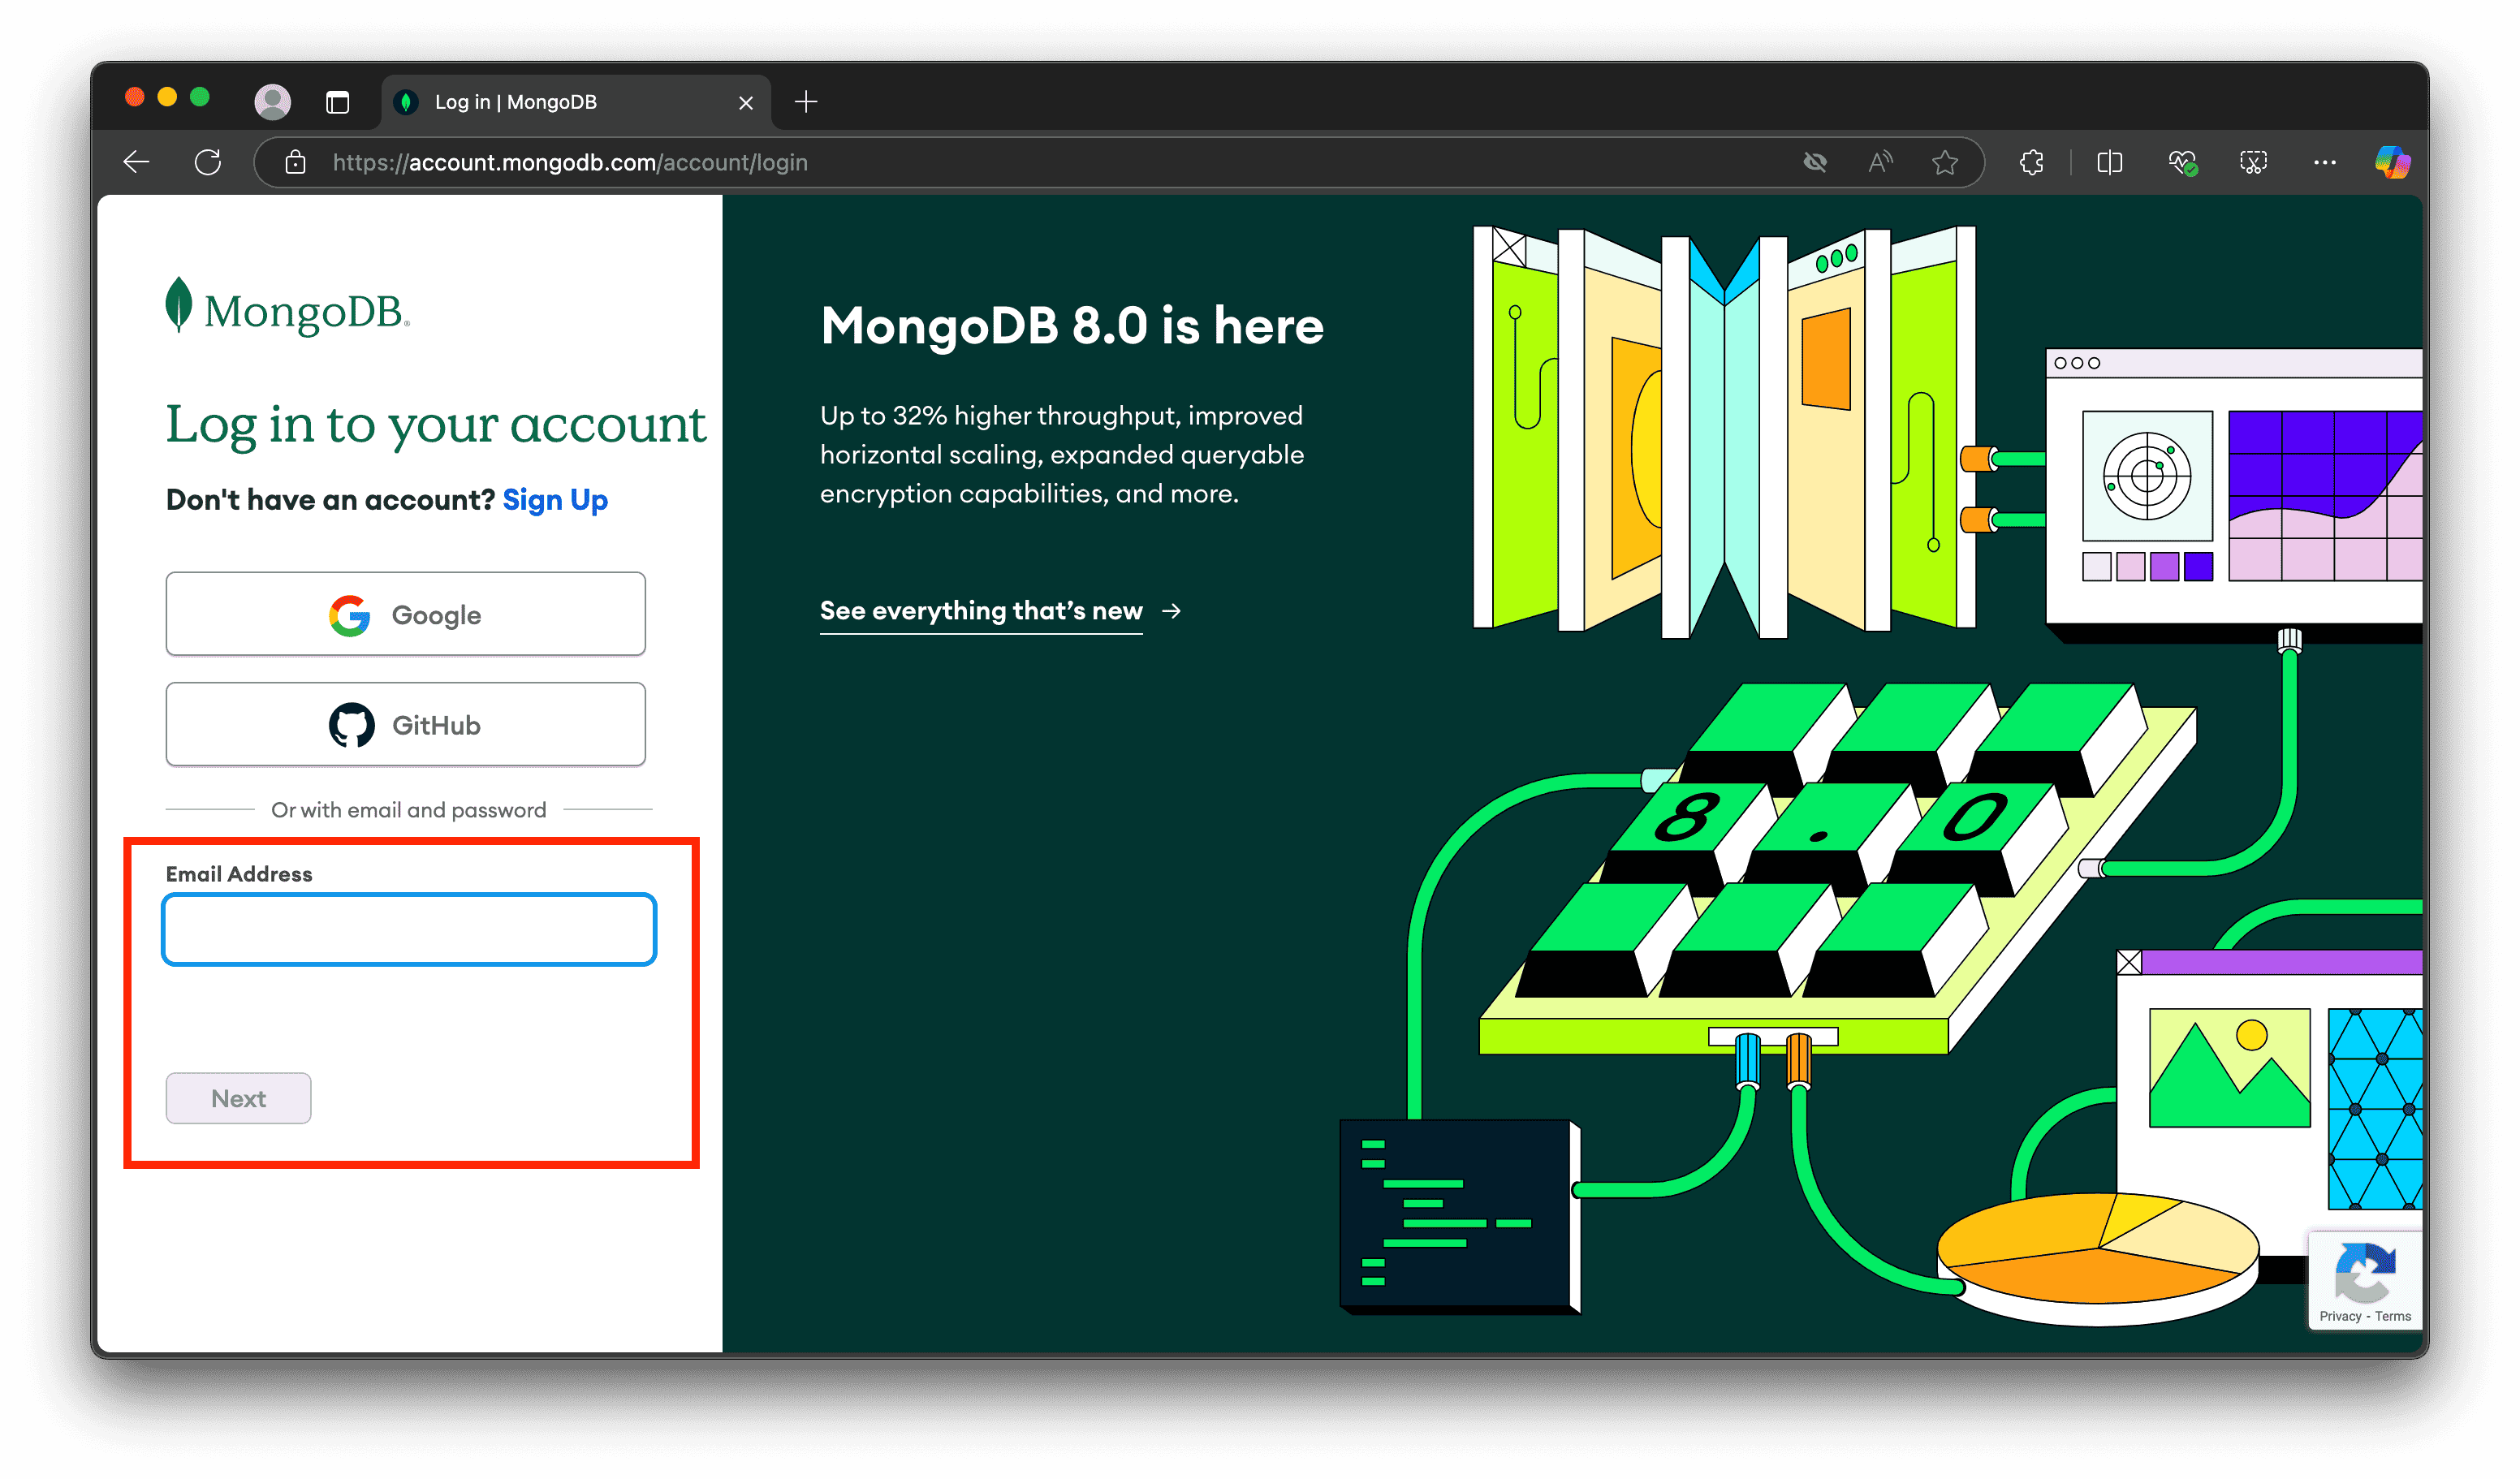 Log in | MongoDB
https://account.mongodb.com/account/login
MongoDB®
Log in to your account
Don't have an account? Sign Up
Google
GitHub
Or with email and password
Email Address
Next
MongoDB 8.0 is here
Up to 32% higher throughput, improved
horizontal scaling, expanded queryable
encryption capabilities, and more.
See everything that’s new →
8.0
Privacy - Terms